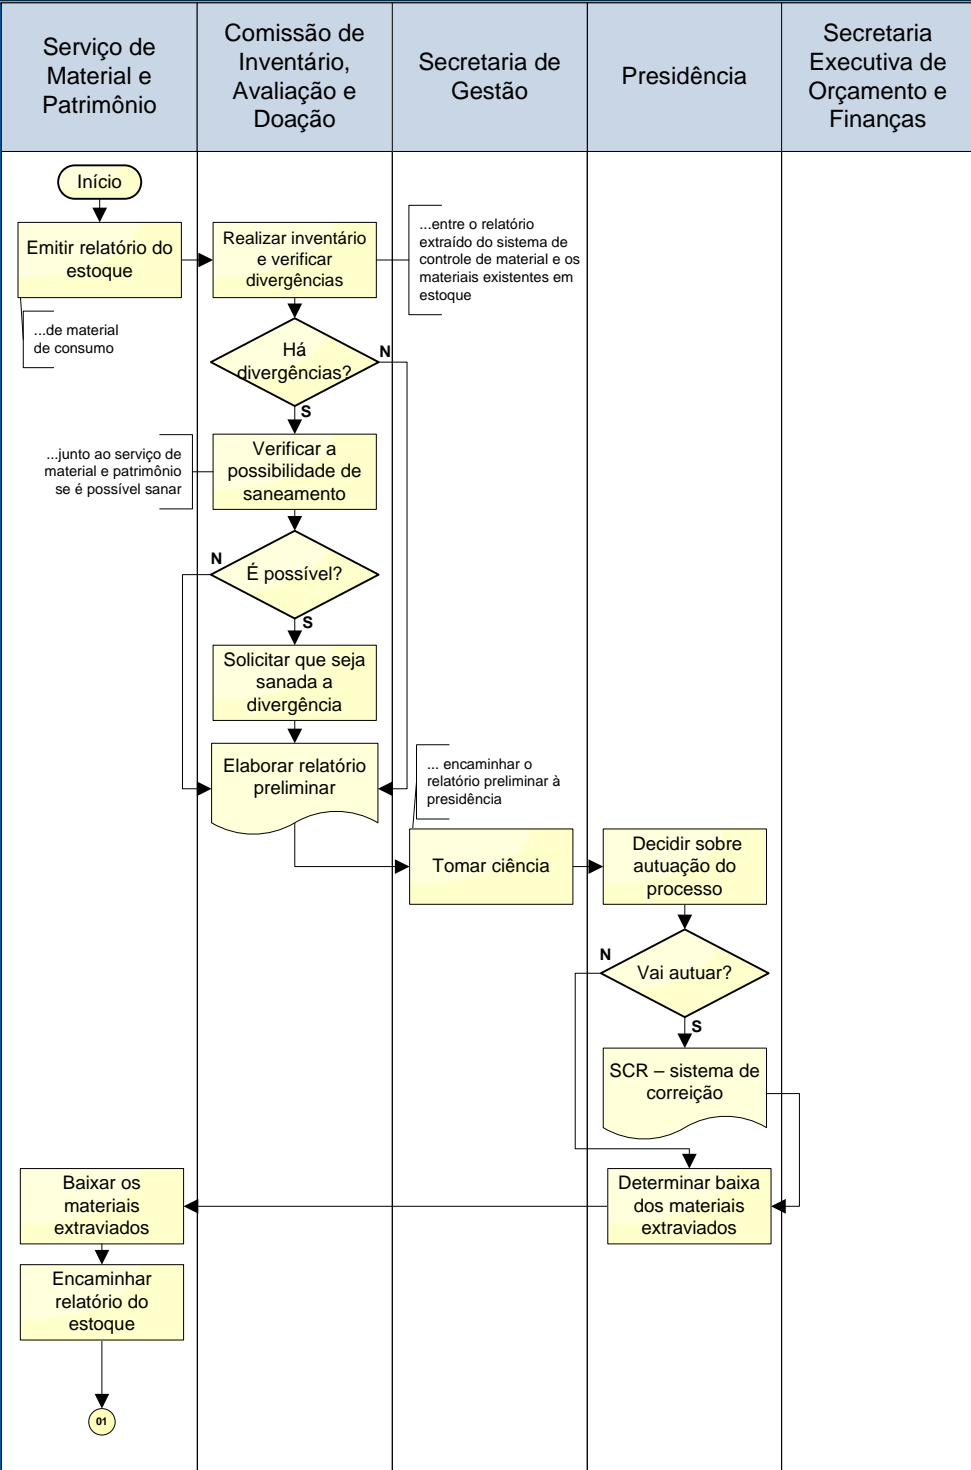 Serviço de
Material e
Patrimônio
Comissão de
Inventário,
Avaliação e
Doação
Secretaria de
Gestão
Presidência
Secretaria
Executiva de
Orçamento e
Finanças
Início
Emitir relatório do
estoque
...de material
de consumo
Realizar inventário
e verificar
divergências
...entre o relatório
extraído do sistema de
controle de material e os
materiais existentes em
estoque
Há
divergências?
N
S
Verificar a
possibilidade de
saneamento
...junto ao serviço de
material e patrimônio
se é possível sanar
É possível?
N
S
Solicitar que seja
sanada a
divergência
Elaborar relatório
preliminar
... encaminhar o
relatório preliminar à
presidência
Tomar ciência
Decidir sobre
autuação do
processo
Vai autuar?
N
S
SCR – sistema de
correição
Determinar baixa
dos materiais
extraviados
Baixar os
materiais
extraviados
Encaminhar
relatório do
estoque
01